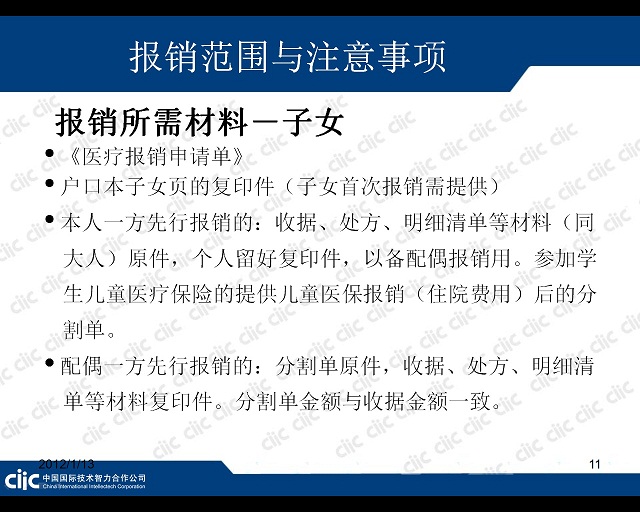 报销范围与注意事项
报销所需材料－子女
•《医疗报销申请单》
•户口本子女页的复印件（子女首次报销需提供）
•本人一方先行报销的：收据、处方、明细清单等材料（同
大人）原件，个人留好复印件，以备配偶报销用。参加学
生儿童医疗保险的提供儿童医保报销（住院费用）后的分
割单。
•配偶一方先行报销的：分割单原件，收据、处方、明细清
单等材料复印件。分割单金额与收据金额一致。
2012/1/13
11
ciic 中国国际技术智力合作公司
China International Intellectech Corporation